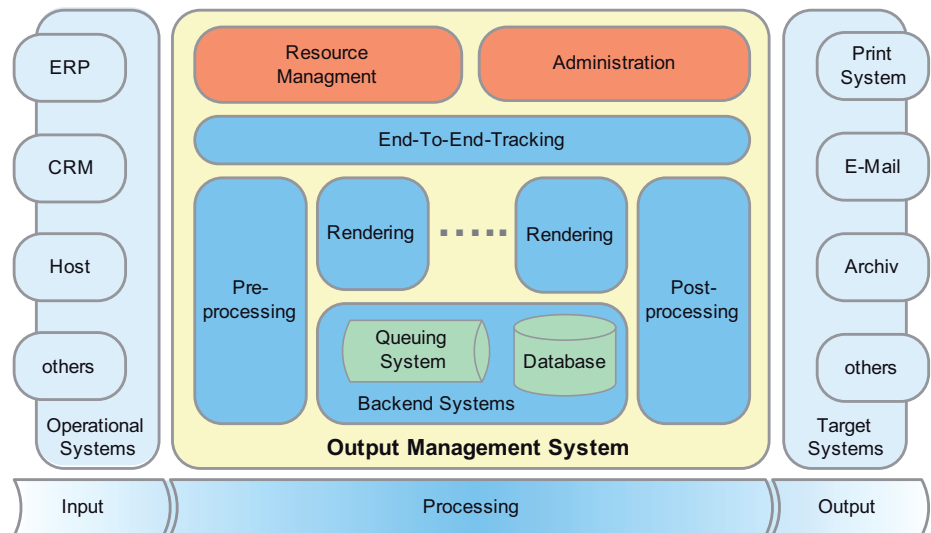 ERP
CRM
Host
others
Operational
Systems
Resource
Managment
Administration
End-To-End-Tracking
Pre-
processing
Rendering
Rendering
Post-
processing
Queuing
System
Database
Backend Systems
Output Management System
Print
System
E-Mail
Archiv
others
Target
Systems
Input
Processing
Output